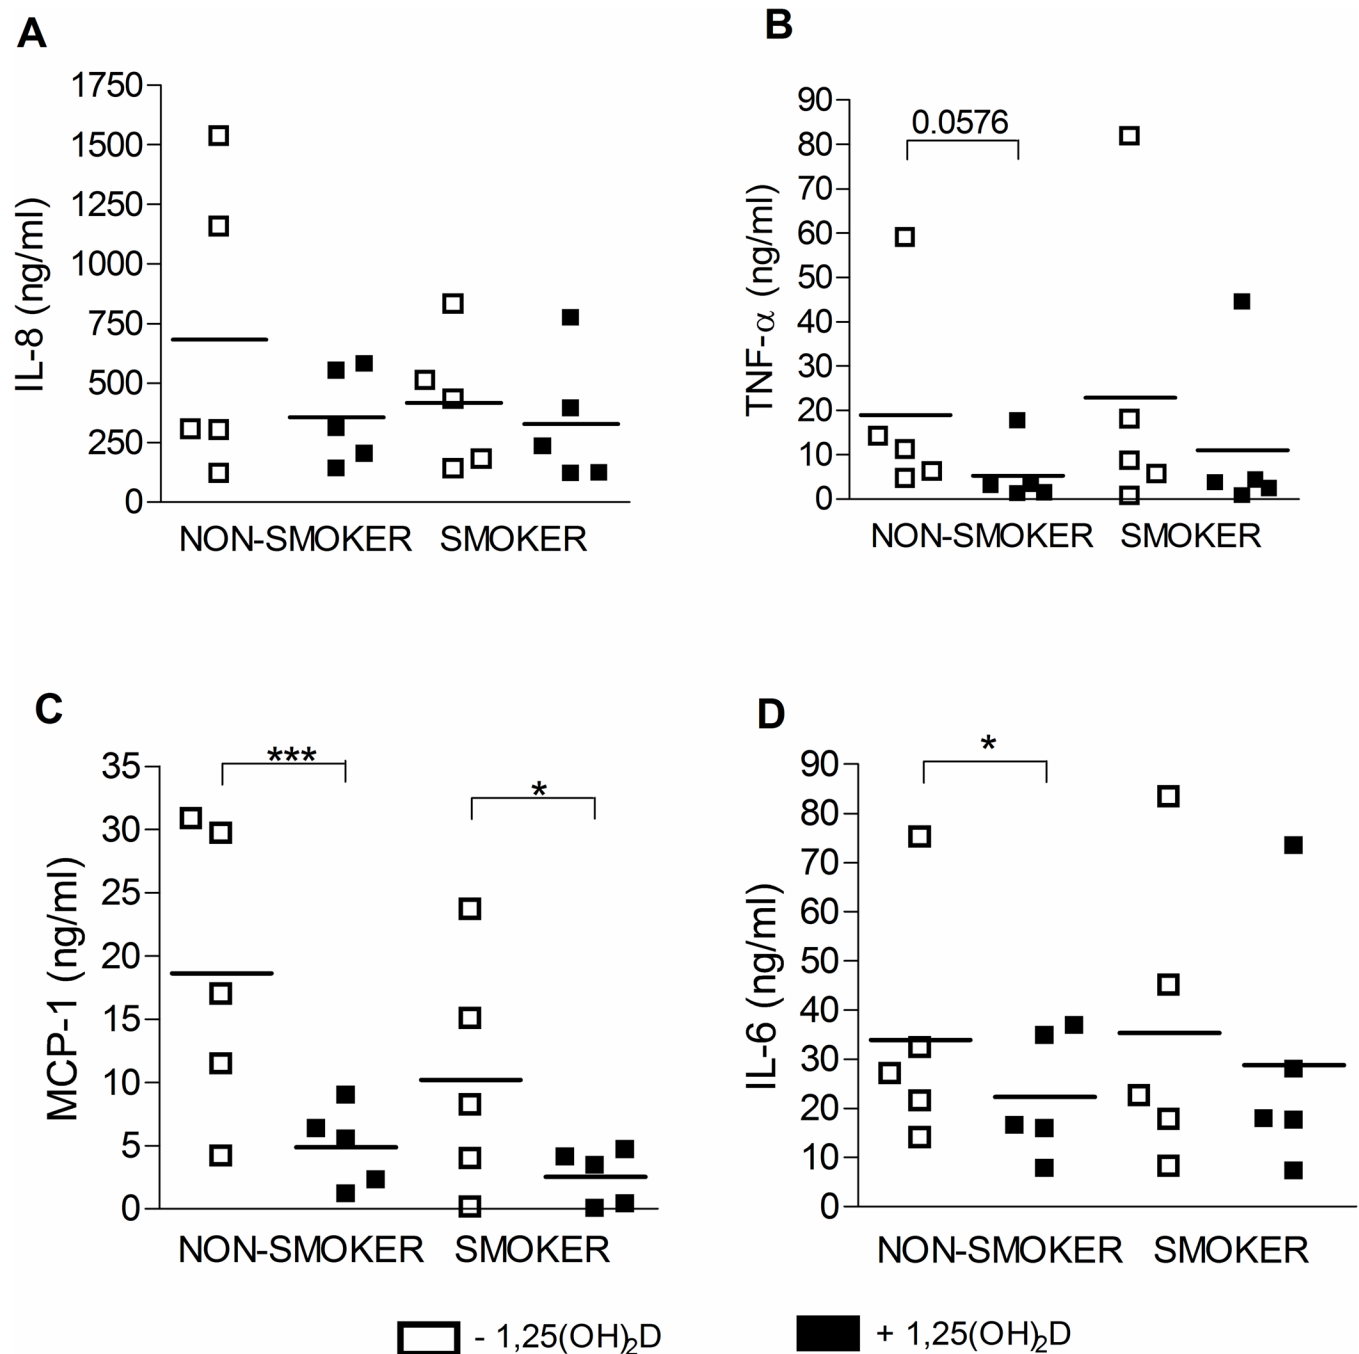 A
IL-8 (ng/ml)
1750
1500
1250
1000
750
500
250
0
NON-SMOKER SMOKER
B
TNF-α (ng/ml)
90
80
70
60
50
40
30
20
10
0
0.0576
NON-SMOKER SMOKER
C
MCP-1 (ng/ml)
35
30
25
20
15
10
5
0
***
*
NON-SMOKER SMOKER
D
IL-6 (ng/ml)
90
80
70
60
50
40
30
20
10
0
*
NON-SMOKER SMOKER
- 1,25(OH)₂D
+ 1,25(OH)₂D